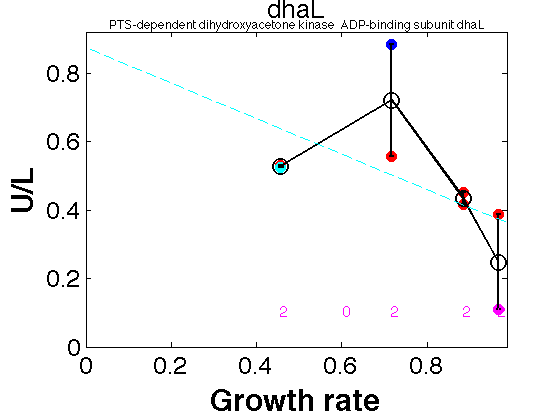 dhaL
PTS-dependent dihydroxyacetone kinase ADP-binding subunit dhaL
U/L
0.8
0.6
0.4
0.2
0
2 0 2 2 2
0 0.2 0.4 0.6 0.8
Growth rate